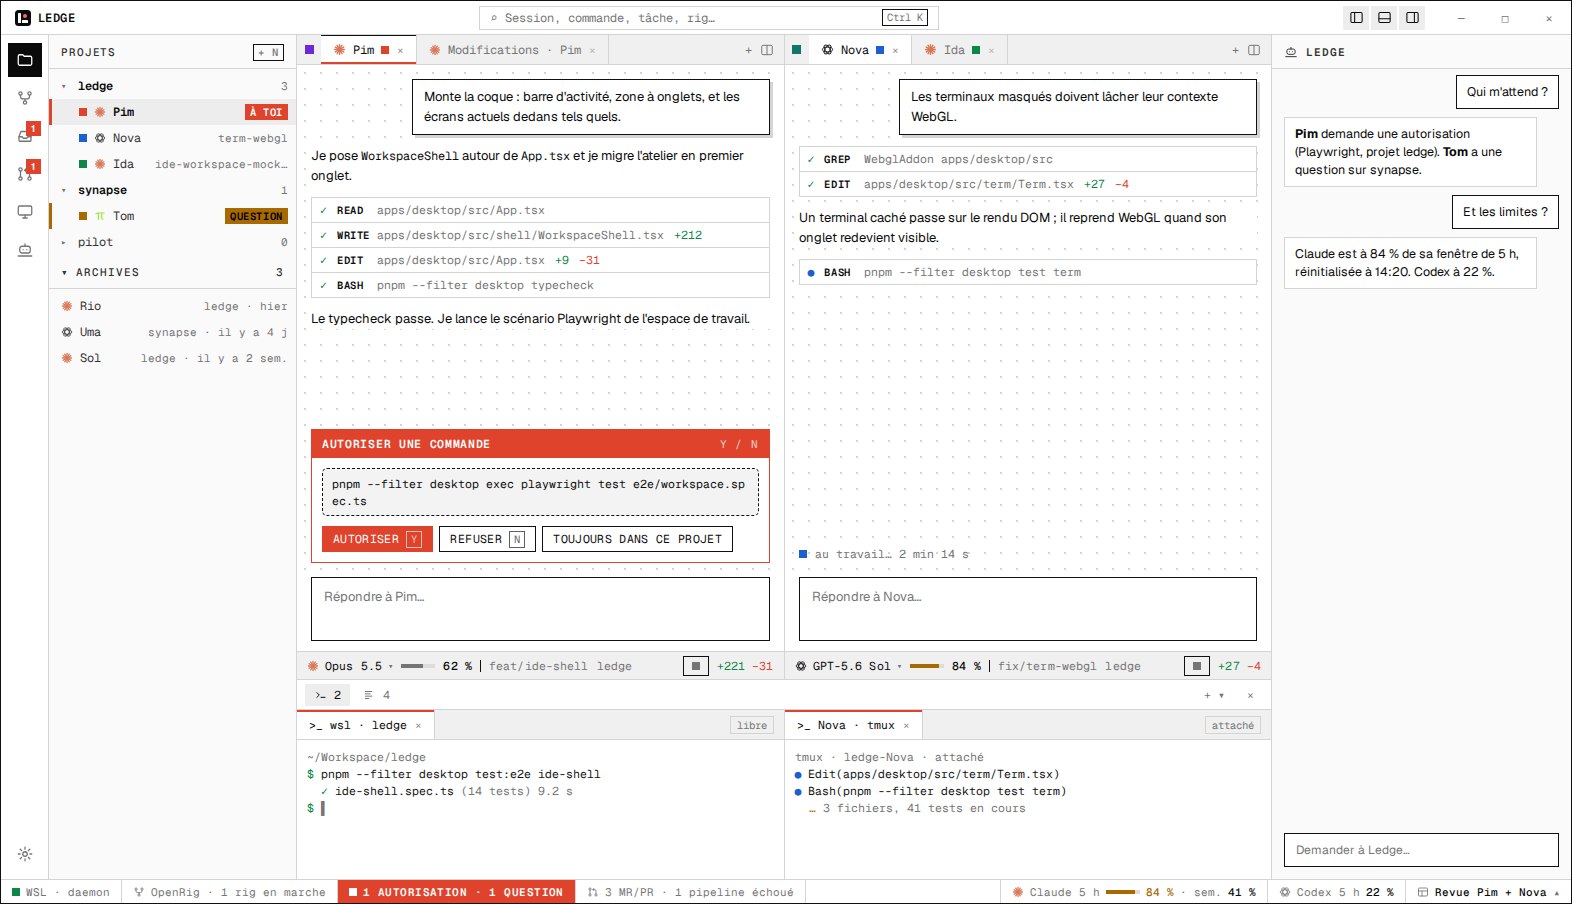 LEDGE
Session, commande, tâche, rig…
Ctrl K
PROJETS
+ N
ledge 3
Pim À TOI
Nova term-webgl
Ida ide-workspace-mock…
synapse 1
Tom QUESTION
pilot 0
ARCHIVES 3
Rio ledge · hier
Uma synapse · il y a 4 j
Sol ledge · il y a 2 sem.
1
1
Pim ×
Modifications · Pim ×
+
Monte la coque : barre d'activité, zone à onglets, et les
écrans actuels dedans tels quels.
Je pose WorkspaceShell autour de App.tsx et je migre l'atelier en premier
onglet.
✓ READ apps/desktop/src/App.tsx
✓ WRITE apps/desktop/src/shell/WorkspaceShell.tsx +212
✓ EDIT apps/desktop/src/App.tsx +9 −31
✓ BASH pnpm --filter desktop typecheck
Le typecheck passe. Je lance le scénario Playwright de l'espace de travail.
AUTORISER UNE COMMANDE Y / N
pnpm --filter desktop exec playwright test e2e/workspace.sp
ec.ts
AUTORISER Y
REFUSER N
TOUJOURS DANS CE PROJET
Répondre à Pim…
Opus 5.5 ▾ 62 % feat/ide-shell ledge +221 −31
Nova ×
Ida ×
+
Les terminaux masqués doivent lâcher leur contexte
WebGL.
✓ GREP WebglAddon apps/desktop/src
✓ EDIT apps/desktop/src/term/Term.tsx +27 −4
Un terminal caché passe sur le rendu DOM ; il reprend WebGL quand son
onglet redevient visible.
● BASH pnpm --filter desktop test term
au travail… 2 min 14 s
Répondre à Nova…
GPT-5.6 Sol ▾ 84 % fix/term-webgl ledge +27 −4
>_ 2
4
+ ▾ ×
>_ wsl · ledge × libre
~/Workspace/ledge
$ pnpm --filter desktop test:e2e ide-shell
✓ ide-shell.spec.ts (14 tests) 9.2 s
$
>_ Nova · tmux × attaché
tmux · ledge-Nova · attaché
● Edit(apps/desktop/src/term/Term.tsx)
● Bash(pnpm --filter desktop test term)
… 3 fichiers, 41 tests en cours
LEDGE
Qui m'attend ?
Pim demande une autorisation
(Playwright, projet ledge). Tom a une
question sur synapse.
Et les limites ?
Claude est à 84 % de sa fenêtre de 5 h,
réinitialisée à 14:20. Codex à 22 %.
Demander à Ledge…
WSL · daemon
OpenRig · 1 rig en marche
1 AUTORISATION · 1 QUESTION
3 MR/PR · 1 pipeline échoué
Claude 5 h 84 % · sem. 41 %
Codex 5 h 22 %
Revue Pim + Nova ▴